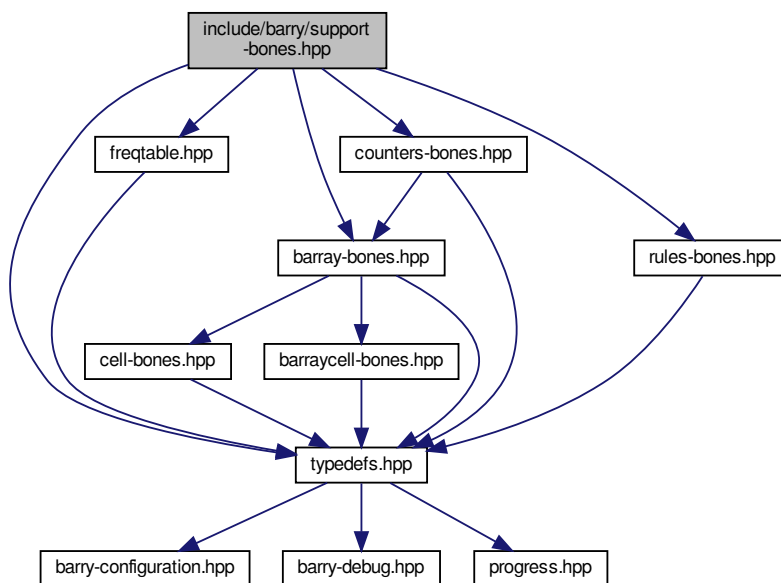 include/barry/support
-bones.hpp
freqtable.hpp
counters-bones.hpp
barray-bones.hpp
rules-bones.hpp
cell-bones.hpp
barraycell-bones.hpp
typedefs.hpp
barry-configuration.hpp
barry-debug.hpp
progress.hpp